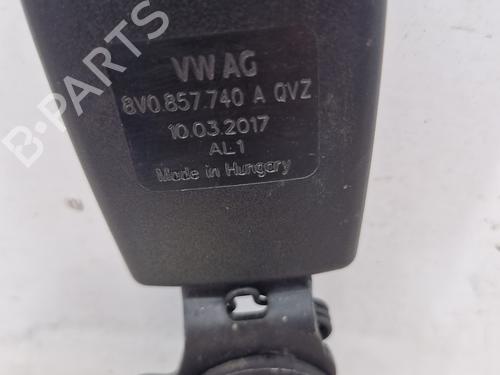 B-PARTS
VW AG
8V0.857.740 A QVZ
10.03.2017
AL1
Made in Hungary